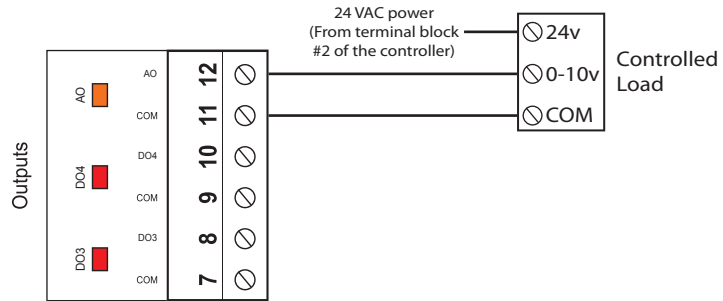 24 VAC power
(From terminal block
#2 of the controller)
24v
0-10v
COM
Controlled
Load
Outputs
AO
DO4
DO3
AO
COM
DO4
COM
DO3
COM
12
11
10
9
8
7